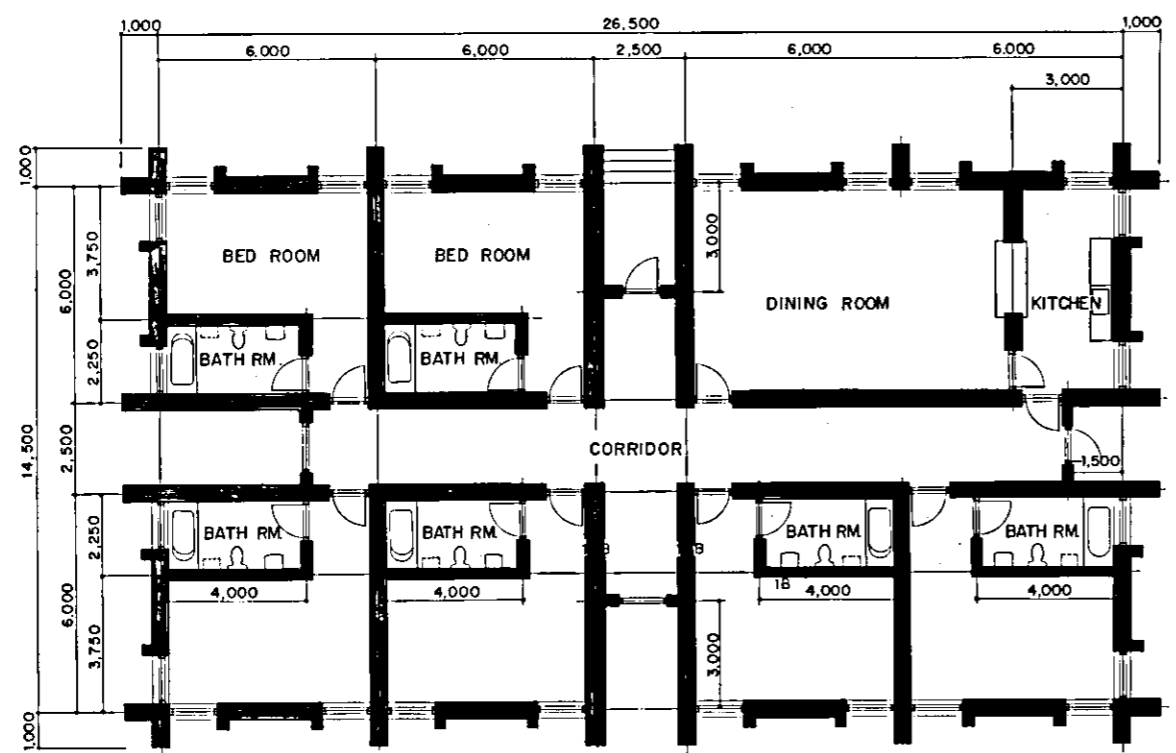 1,000 26,500 1,000
6,000 6,000 2,500 6,000 6,000
3,000
1,000
3,750
6,000
3,000
BED ROOM BED ROOM
DINING ROOM KITCHEN
2,250
BATH RM. BATH RM.
14,500
2,500
CORRIDOR
1,500
2,250
BATH RM. BATH RM. BATH RM. BATH RM.
1B
4,000 4,000 4,000 4,000
6,000
3,750
3,000
1,000